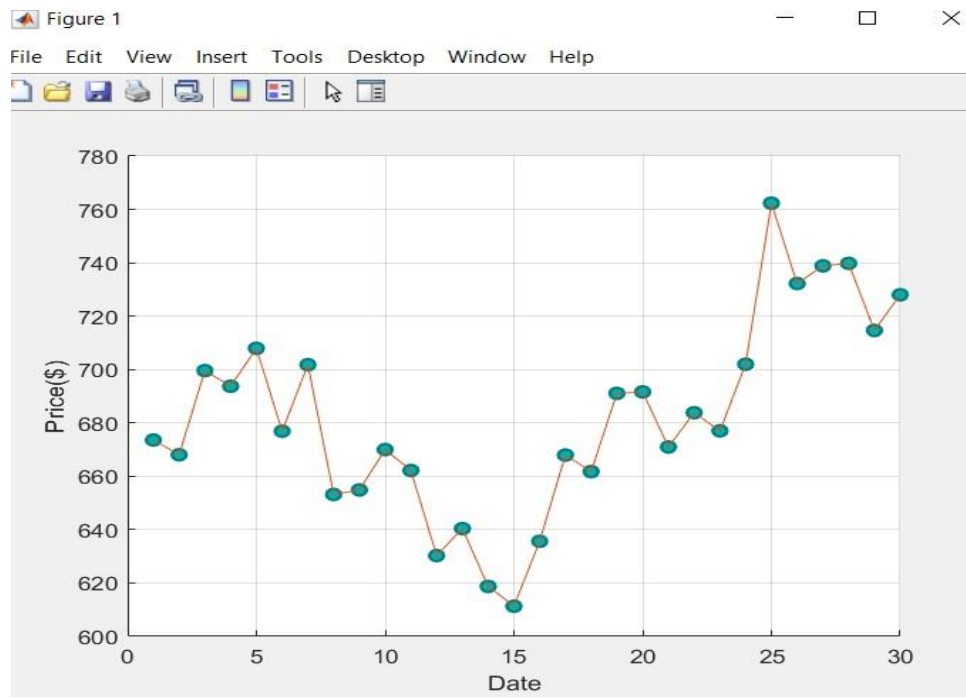 Figure 1
File Edit View Insert Tools Desktop Window Help
780
760
740
720
700
680
660
640
620
600
Price($)
0 5 10 15 20 25 30
Date